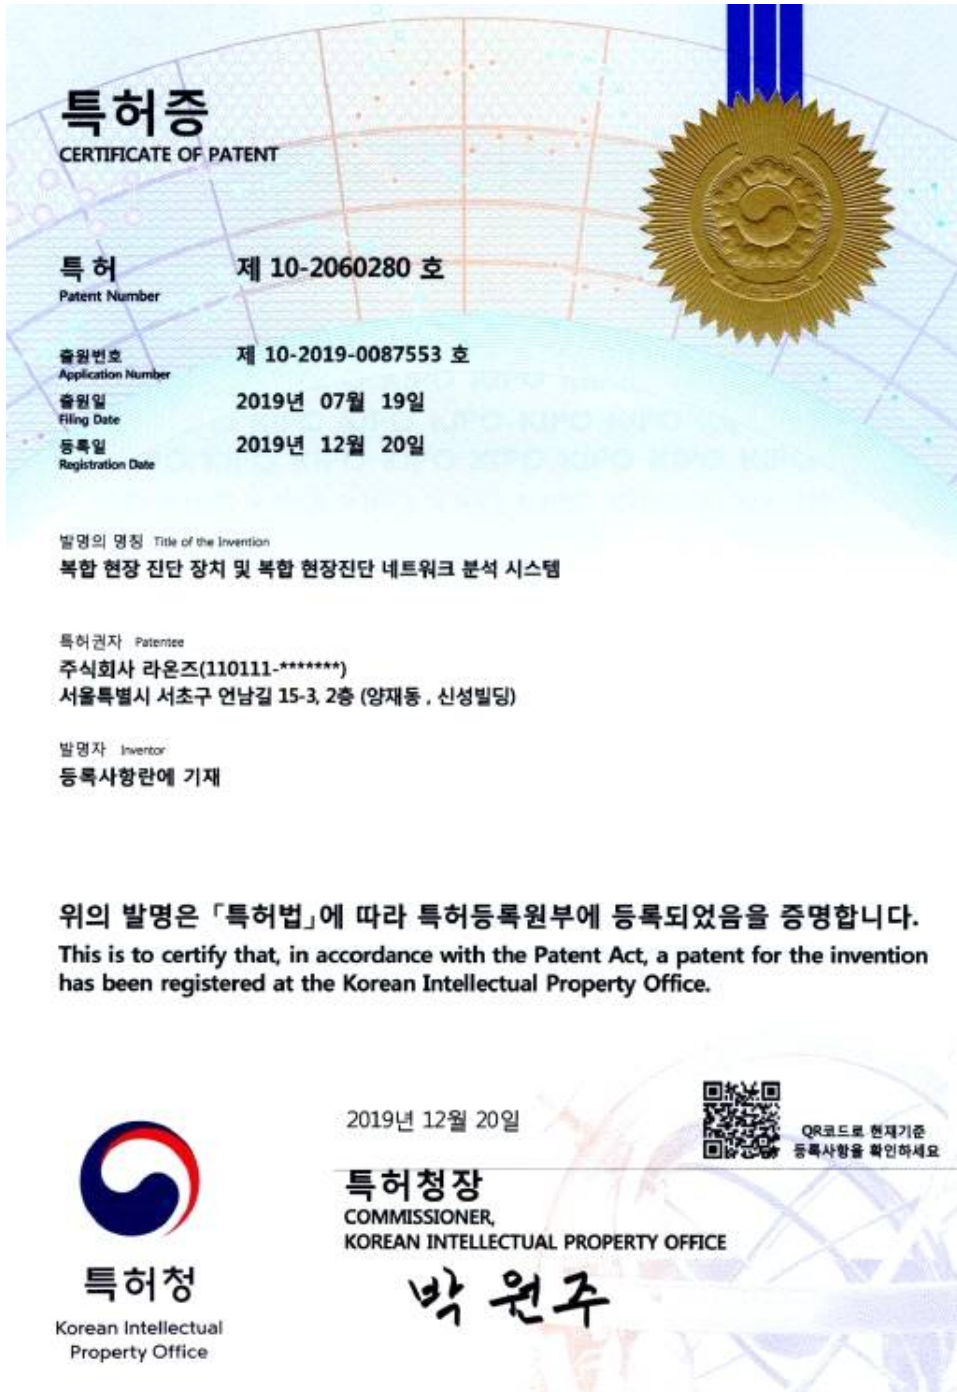 특허증
CERTIFICATE OF PATENT
특허 제 10-2060280 호
Patent Number
출원번호 제 10-2019-0087553 호
Application Number
출원일 2019년 07월 19일
Filing Date
등록일 2019년 12월 20일
Registration Date
발명의 명칭 Title of the Invention
복합 현장 진단 장치 및 복합 현장진단 네트워크 분석 시스템
특허권자 Patentee
주식회사 라온즈(110111-*******)
서울특별시 서초구 언남길 15-3, 2층 (양재동 , 신성빌딩)
발명자 Inventor
등록사항란에 기재
위의 발명은 「특허법」에 따라 특허등록원부에 등록되었음을 증명합니다.
This is to certify that, in accordance with the Patent Act, a patent for the invention
has been registered at the Korean Intellectual Property Office.
2019년 12월 20일
QR코드로 현재기준
등록사항을 확인하세요
특허청장
COMMISSIONER,
KOREAN INTELLECTUAL PROPERTY OFFICE
박원주
특허청
Korean Intellectual
Property Office